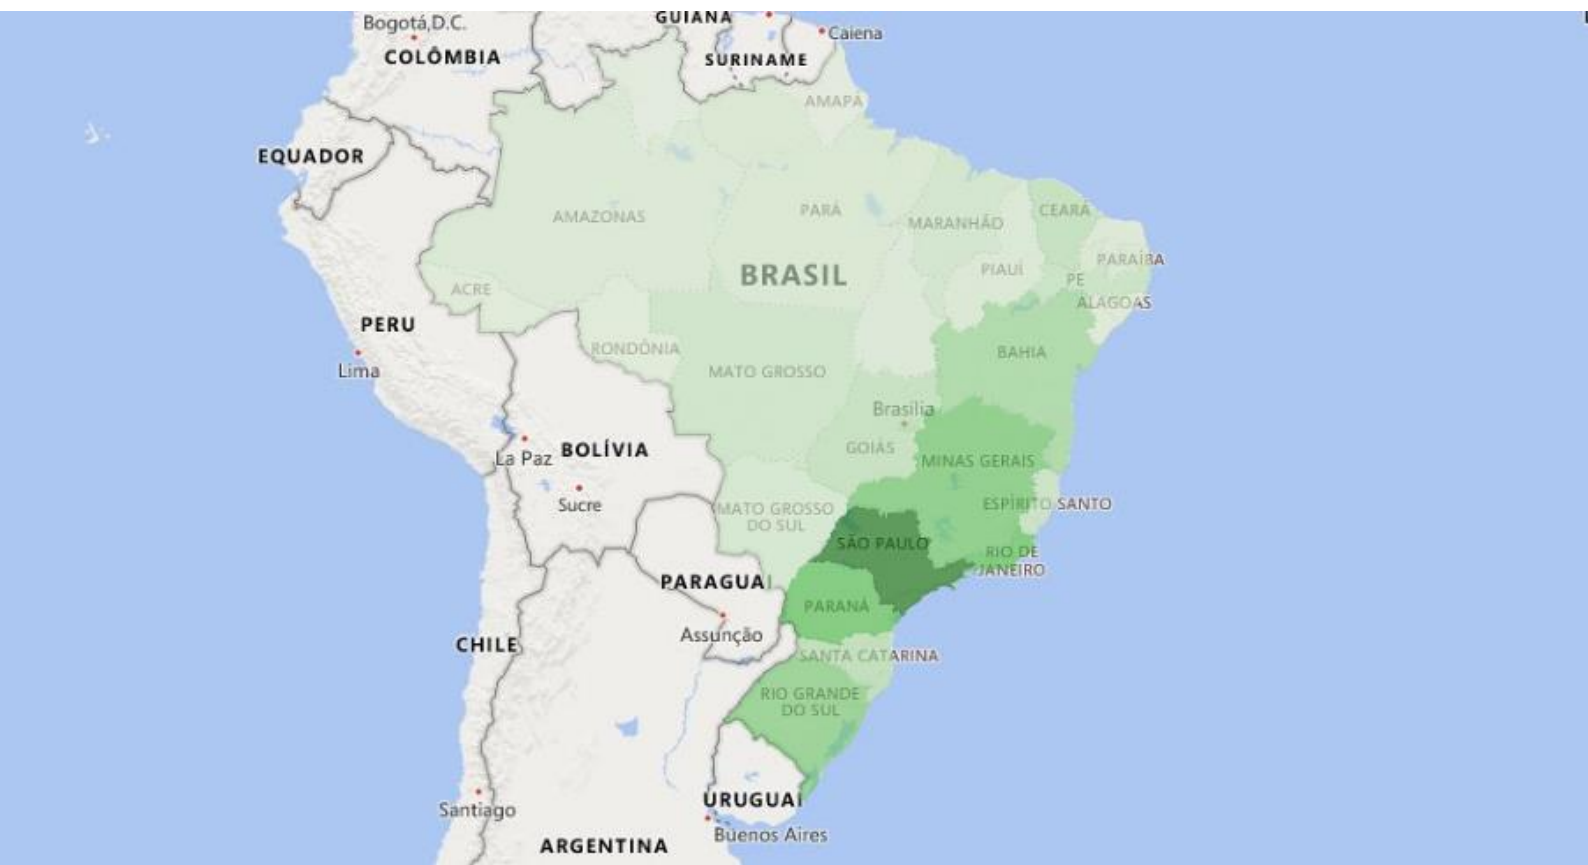 GUIANA
Bogotá,D.C.
Caiena
COLÔMBIA
SURINAME
AMAPÁ
EQUADOR
AMAZONAS
PARÁ
MARANHÃO
CEARÁ
PARAÍBA
BRASIL
PIAUÍ
PE
ACRE
ALAGOAS
PERU
RONDÔNIA
BAHIA
Lima
MATO GROSSO
Brasília
La Paz
BOLÍVIA
GOIÁS
MINAS GERAIS
Sucre
MATO GROSSO
DO SUL
ESPÍRITO SANTO
SÃO PAULO
RIO DE
JANEIRO
PARAGUAI
PARANÁ
Assunção
CHILE
SANTA CATARINA
RIO GRANDE
DO SUL
Santiago
URUGUAI
Buenos Aires
ARGENTINA